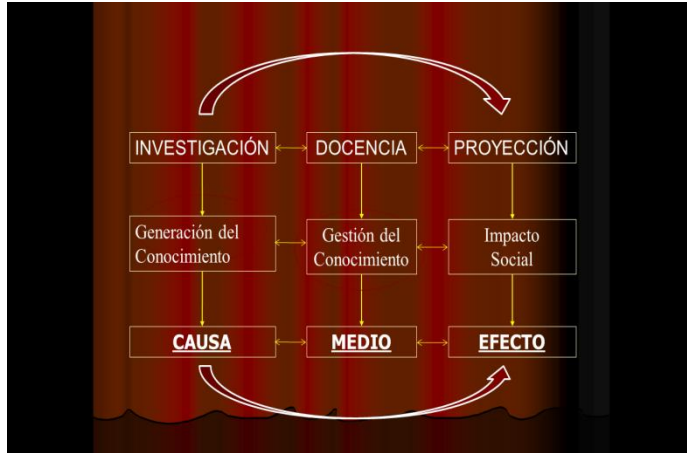 INVESTIGACIÓN
DOCENCIA
PROYECCIÓN
Generación del
Conocimiento
Gestión del
Conocimiento
Impacto
Social
CAUSA
MEDIO
EFECTO